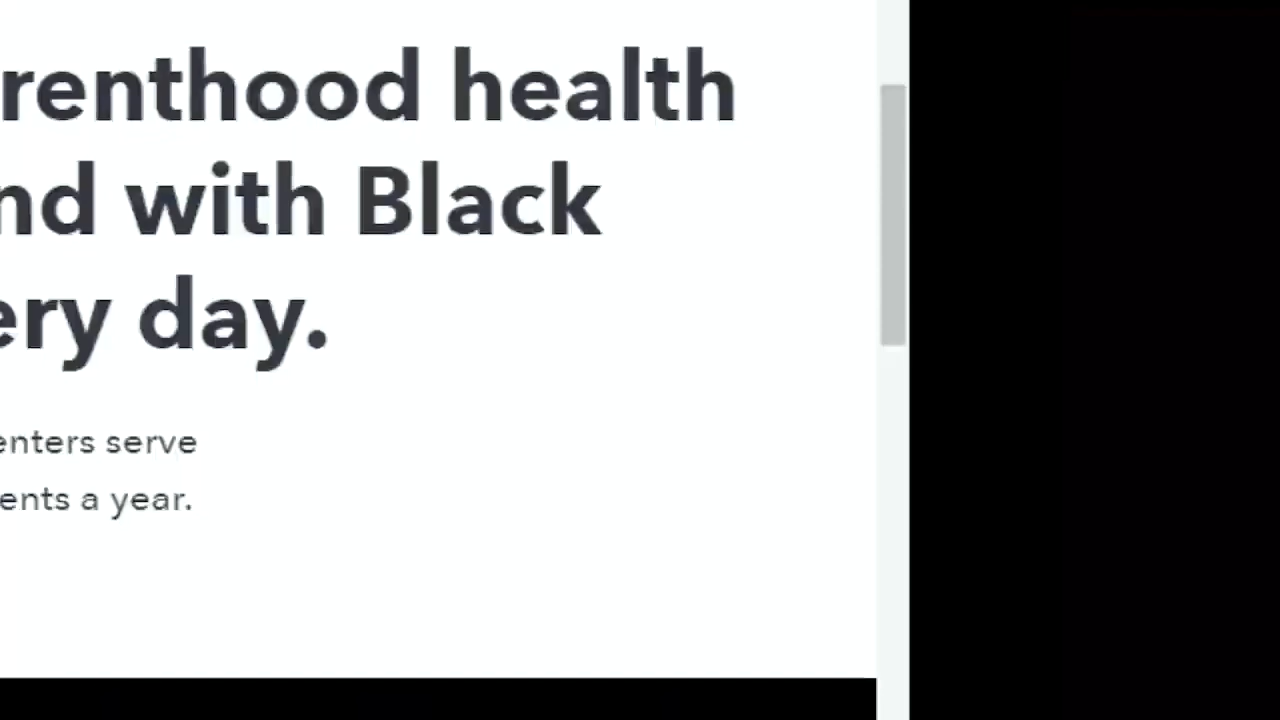 renthood health
nd with Black
ery day.
enters serve
ents a year.